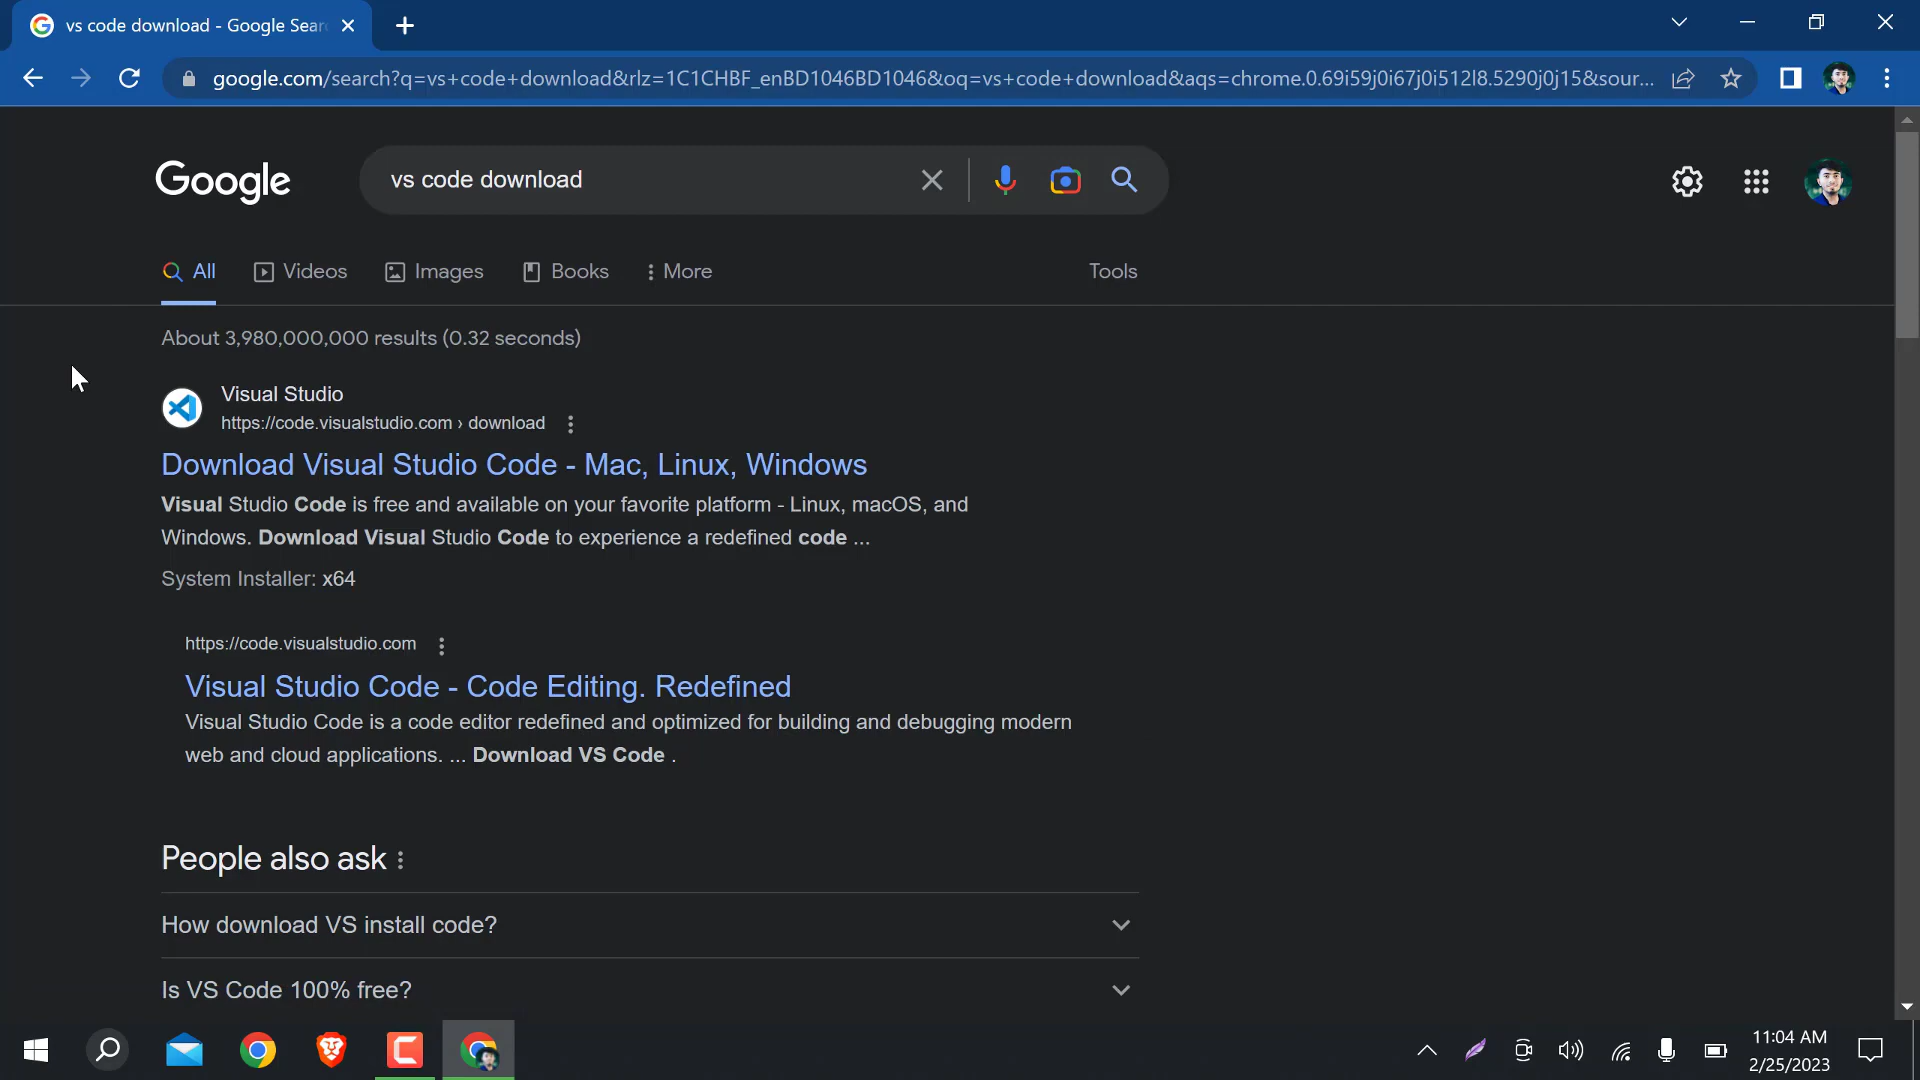 vs code download - Google Sear
google.com/search?q=vs+code+download&rlz=1C1CHBF_enBD1046BD1046&oq=vs+code+download&aqs=chrome.0.69i59j0i67j0i512l8.5290j0j15&sour...
Google
vs code download
All
Videos
Images
Books
More
Tools
About 3,980,000,000 results (0.32 seconds)
Visual Studio
https://code.visualstudio.com › download
Download Visual Studio Code - Mac, Linux, Windows
Visual Studio Code is free and available on your favorite platform - Linux, macOS, and
Windows. Download Visual Studio Code to experience a redefined code ...
System Installer: x64
https://code.visualstudio.com
Visual Studio Code - Code Editing. Redefined
Visual Studio Code is a code editor redefined and optimized for building and debugging modern
web and cloud applications. ... Download VS Code .
People also ask
How download VS install code?
Is VS Code 100% free?
11:04 AM
2/25/2023